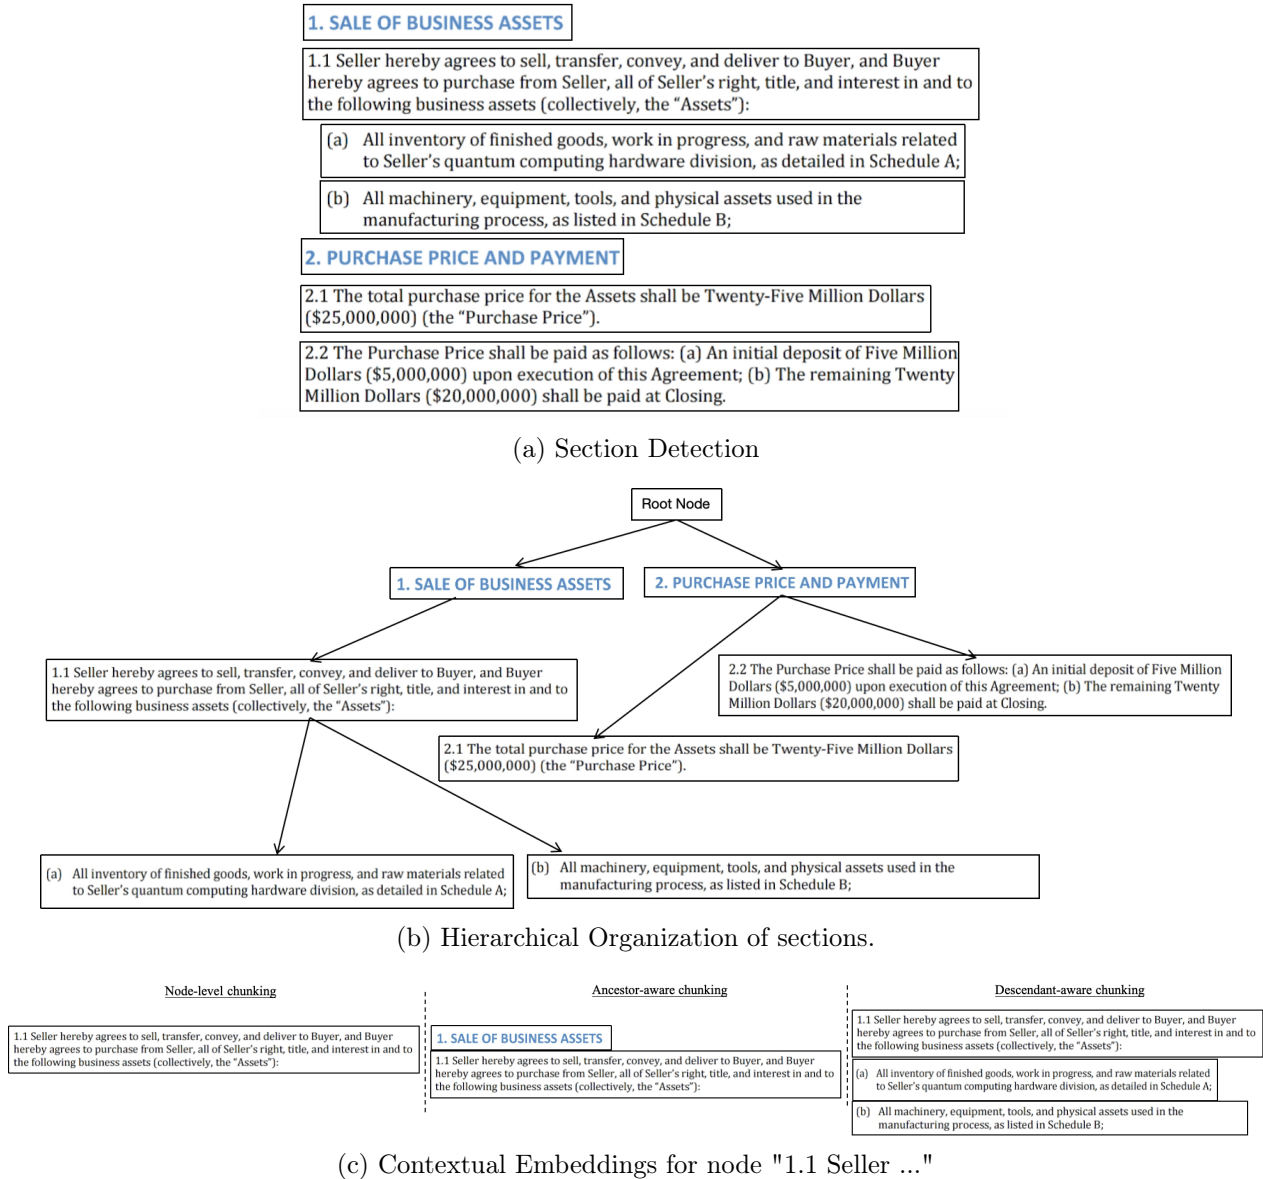 1. SALE OF BUSINESS ASSETS
1.1 Seller hereby agrees to sell, transfer, convey, and deliver to Buyer, and Buyer
hereby agrees to purchase from Seller, all of Seller's right, title, and interest in and to
the following business assets (collectively, the “Assets”):
(a) All inventory of finished goods, work in progress, and raw materials related
to Seller's quantum computing hardware division, as detailed in Schedule A;
(b) All machinery, equipment, tools, and physical assets used in the
manufacturing process, as listed in Schedule B;
2. PURCHASE PRICE AND PAYMENT
2.1 The total purchase price for the Assets shall be Twenty-Five Million Dollars
($25,000,000) (the “Purchase Price”).
2.2 The Purchase Price shall be paid as follows: (a) An initial deposit of Five Million
Dollars ($5,000,000) upon execution of this Agreement; (b) The remaining Twenty
Million Dollars ($20,000,000) shall be paid at Closing.
(a) Section Detection
Root Node
1. SALE OF BUSINESS ASSETS
2. PURCHASE PRICE AND PAYMENT
1.1 Seller hereby agrees to sell, transfer, convey, and deliver to Buyer, and Buyer
hereby agrees to purchase from Seller, all of Seller's right, title, and interest in and to
the following business assets (collectively, the “Assets”):
2.2 The Purchase Price shall be paid as follows: (a) An initial deposit of Five Million
Dollars ($5,000,000) upon execution of this Agreement; (b) The remaining Twenty
Million Dollars ($20,000,000) shall be paid at Closing.
2.1 The total purchase price for the Assets shall be Twenty-Five Million Dollars
($25,000,000) (the “Purchase Price”).
(a) All inventory of finished goods, work in progress, and raw materials related
to Seller's quantum computing hardware division, as detailed in Schedule A;
(b) All machinery, equipment, tools, and physical assets used in the
manufacturing process, as listed in Schedule B;
(b) Hierarchical Organization of sections.
Node-level chunking
1.1 Seller hereby agrees to sell, transfer, convey, and deliver to Buyer, and Buyer
hereby agrees to purchase from Seller, all of Seller's right, title, and interest in and to
the following business assets (collectively, the “Assets”):
Ancestor-aware chunking
1. SALE OF BUSINESS ASSETS
1.1 Seller hereby agrees to sell, transfer, convey, and deliver to Buyer, and Buyer
hereby agrees to purchase from Seller, all of Seller's right, title, and interest in and to
the following business assets (collectively, the “Assets”):
Descendant-aware chunking
1.1 Seller hereby agrees to sell, transfer, convey, and deliver to Buyer, and Buyer
hereby agrees to purchase from Seller, all of Seller's right, title, and interest in and to
the following business assets (collectively, the “Assets”):
(a) All inventory of finished goods, work in progress, and raw materials related
to Seller's quantum computing hardware division, as detailed in Schedule A;
(b) All machinery, equipment, tools, and physical assets used in the
manufacturing process, as listed in Schedule B;
(c) Contextual Embeddings for node "1.1 Seller ..."